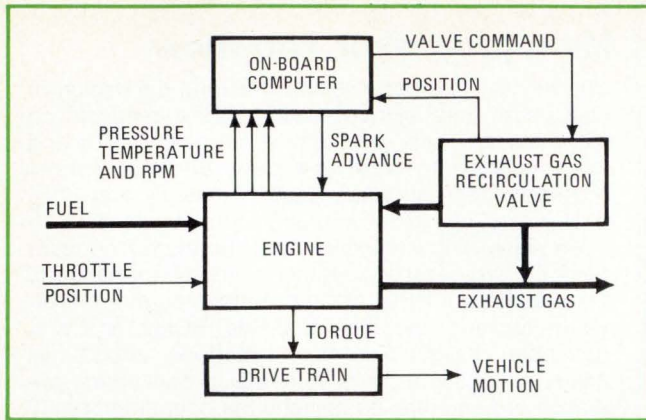 VALVE COMMAND
ON-BOARD
COMPUTER
POSITION
PRESSURE
TEMPERATURE
AND RPM
SPARK
ADVANCE
EXHAUST GAS
RECIRCULATION
VALVE
FUEL
ENGINE
THROTTLE
POSITION
EXHAUST GAS
TORQUE
DRIVE TRAIN
VEHICLE
MOTION